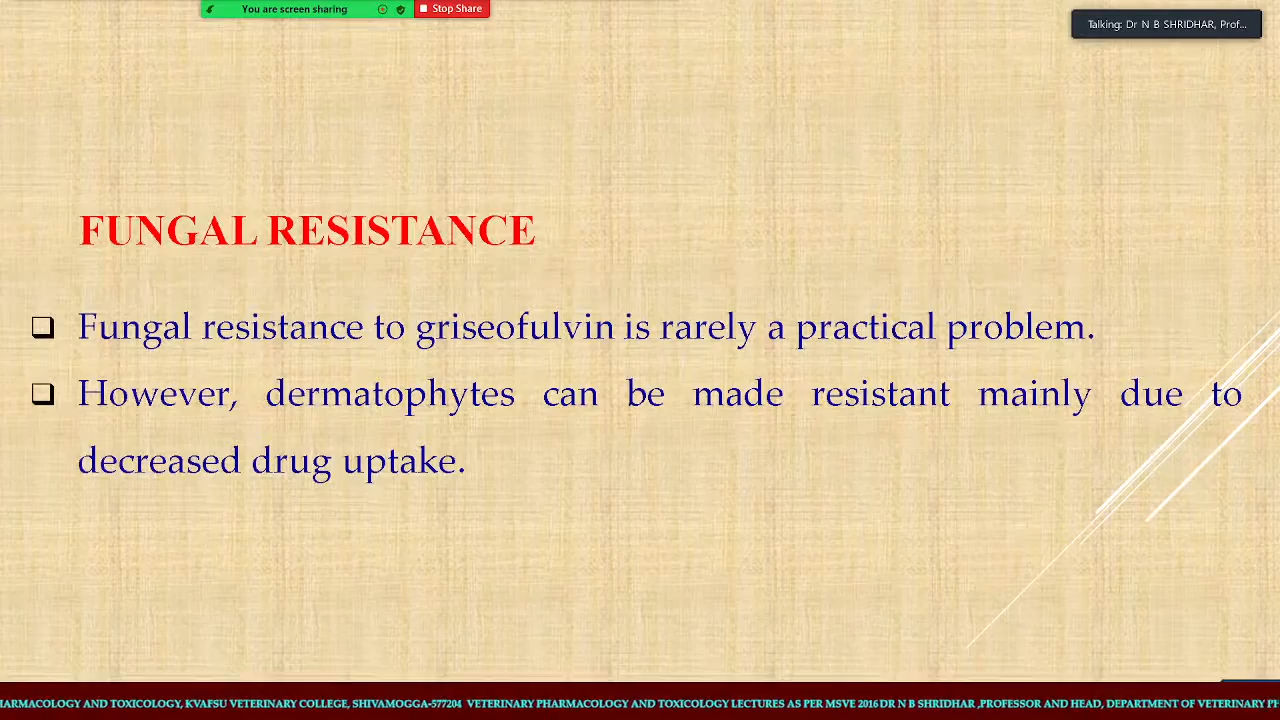 You are screen sharing
Stop Share
Talking: Dr N B SHRIDHAR, Prof...
FUNGAL RESISTANCE
Fungal resistance to griseofulvin is rarely a practical problem.
However, dermatophytes can be made resistant mainly due to
decreased drug uptake.
HARMACOLOGY AND TOXICOLOGY, KVAFSU VETERINARY COLLEGE, SHIVAMOGGA-577204 VETERINARY PHARMACOLOGY AND TOXICOLOGY LECTURES AS PER MSVE 2016 DR N B SHRIDHAR ,PROFESSOR AND HEAD, DEPARTMENT OF VETERINARY PH